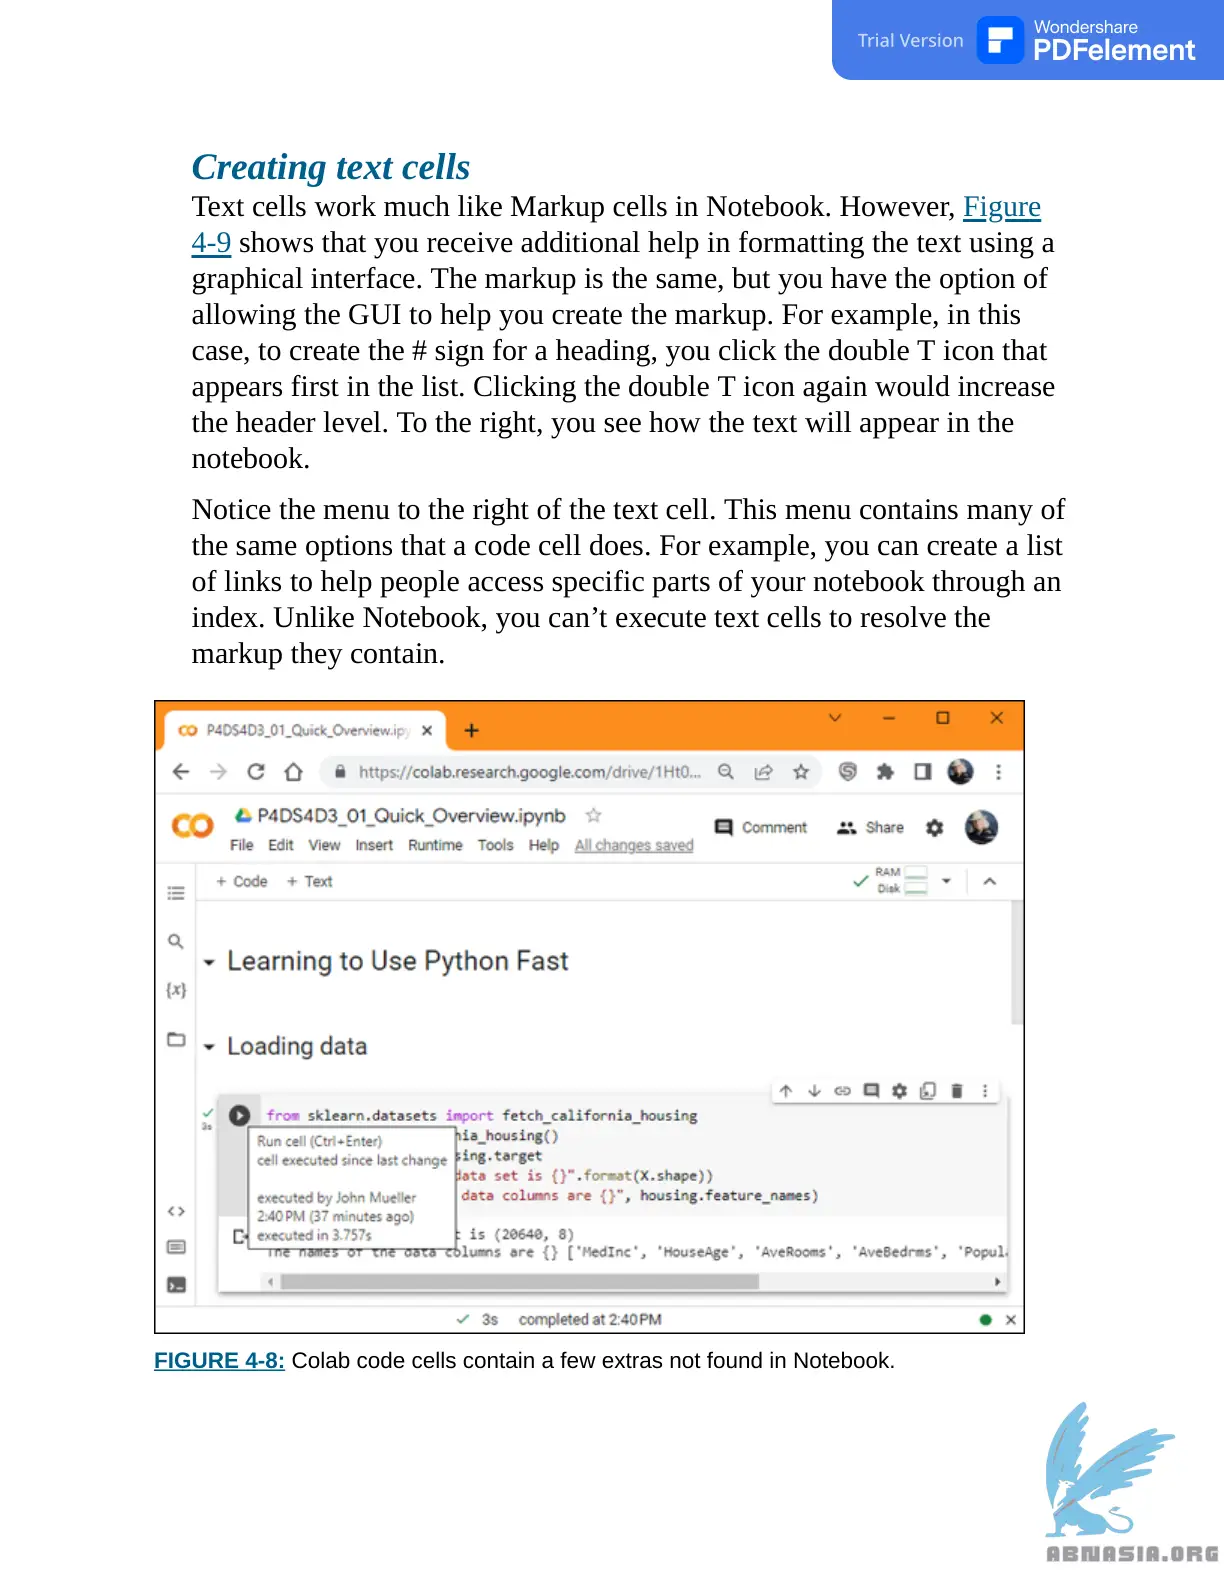 Trial Version
Wondershare
PDFelement
Creating text cells
Text cells work much like Markup cells in Notebook. However, Figure
4-9 shows that you receive additional help in formatting the text using a
graphical interface. The markup is the same, but you have the option of
allowing the GUI to help you create the markup. For example, in this
case, to create the # sign for a heading, you click the double T icon that
appears first in the list. Clicking the double T icon again would increase
the header level. To the right, you see how the text will appear in the
notebook.
Notice the menu to the right of the text cell. This menu contains many of
the same options that a code cell does. For example, you can create a list
of links to help people access specific parts of your notebook through an
index. Unlike Notebook, you can’t execute text cells to resolve the
markup they contain.
P4DS4D3_01_Quick_Overview.ipy
https://colab.research.google.com/drive/1Ht0...
P4DS4D3_01_Quick_Overview.ipynb
Comment Share
File Edit View Insert Runtime Tools Help All changes saved
+ Code + Text
RAM
Disk
Learning to Use Python Fast
{x}
Loading data
from sklearn.datasets import fetch_california_housing
3s
Run cell (Ctrl+Enter) nia_housing()
cell executed since last change sing.target
data set is {}".format(X.shape))
executed by John Mueller data columns are {}", housing.feature_names)
2:40 PM (37 minutes ago)
executed in 3.757s t is (20640, 8)
The names of the data columns are {} ['MedInc', 'HouseAge', 'AveRooms', 'AveBedrms', 'Popul
3s completed at 2:40 PM
FIGURE 4-8: Colab code cells contain a few extras not found in Notebook.
ABNASIA.ORG